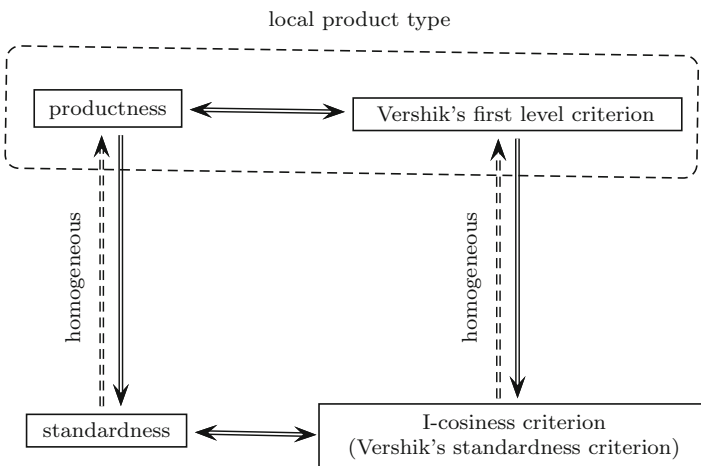 local product type
productness
Vershik's first level criterion
homogeneous
homogeneous
standardness
I-cosiness criterion
(Vershik's standardness criterion)